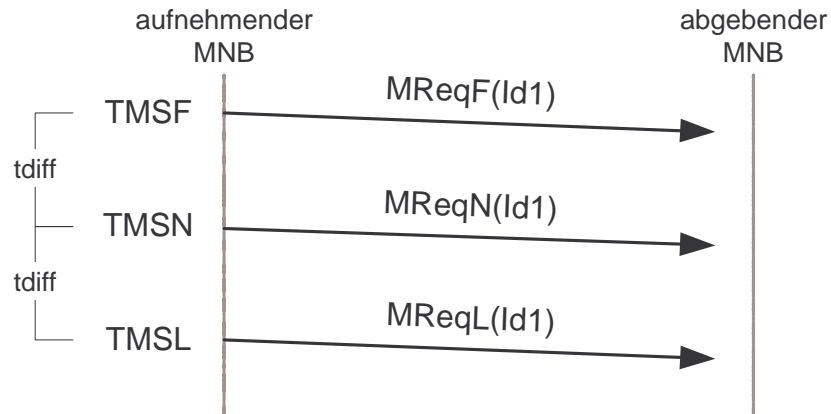 aufnehmender
MNB
abgebender
MNB
MReqF(Id1)
TMSF
tdiff
MReqN(Id1)
TMSN
tdiff
MReqL(Id1)
TMSL